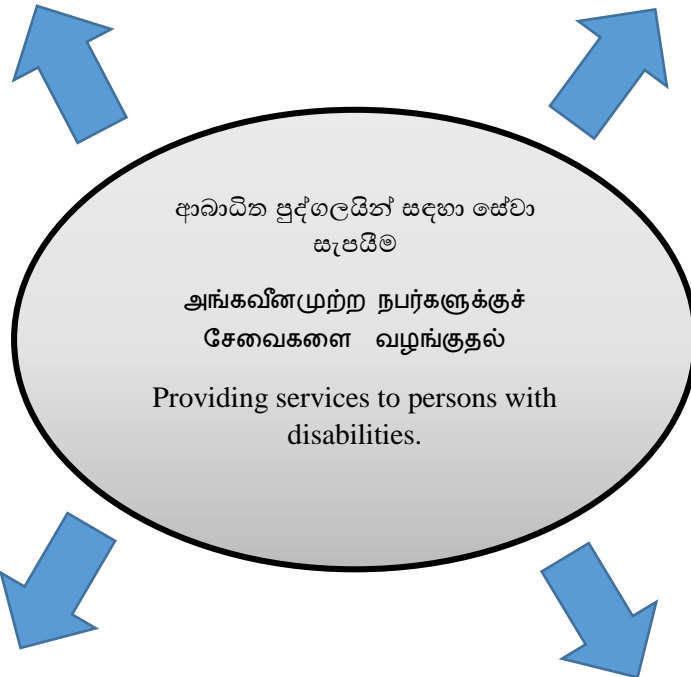 ආබාධිත පුද්ගලයින් සඳහා සේවා
සැපයීම
அங்கவீனமுற்ற நபர்களுக்குச்
சேவைகளை வழங்குதல்
Providing services to persons with
disabilities.